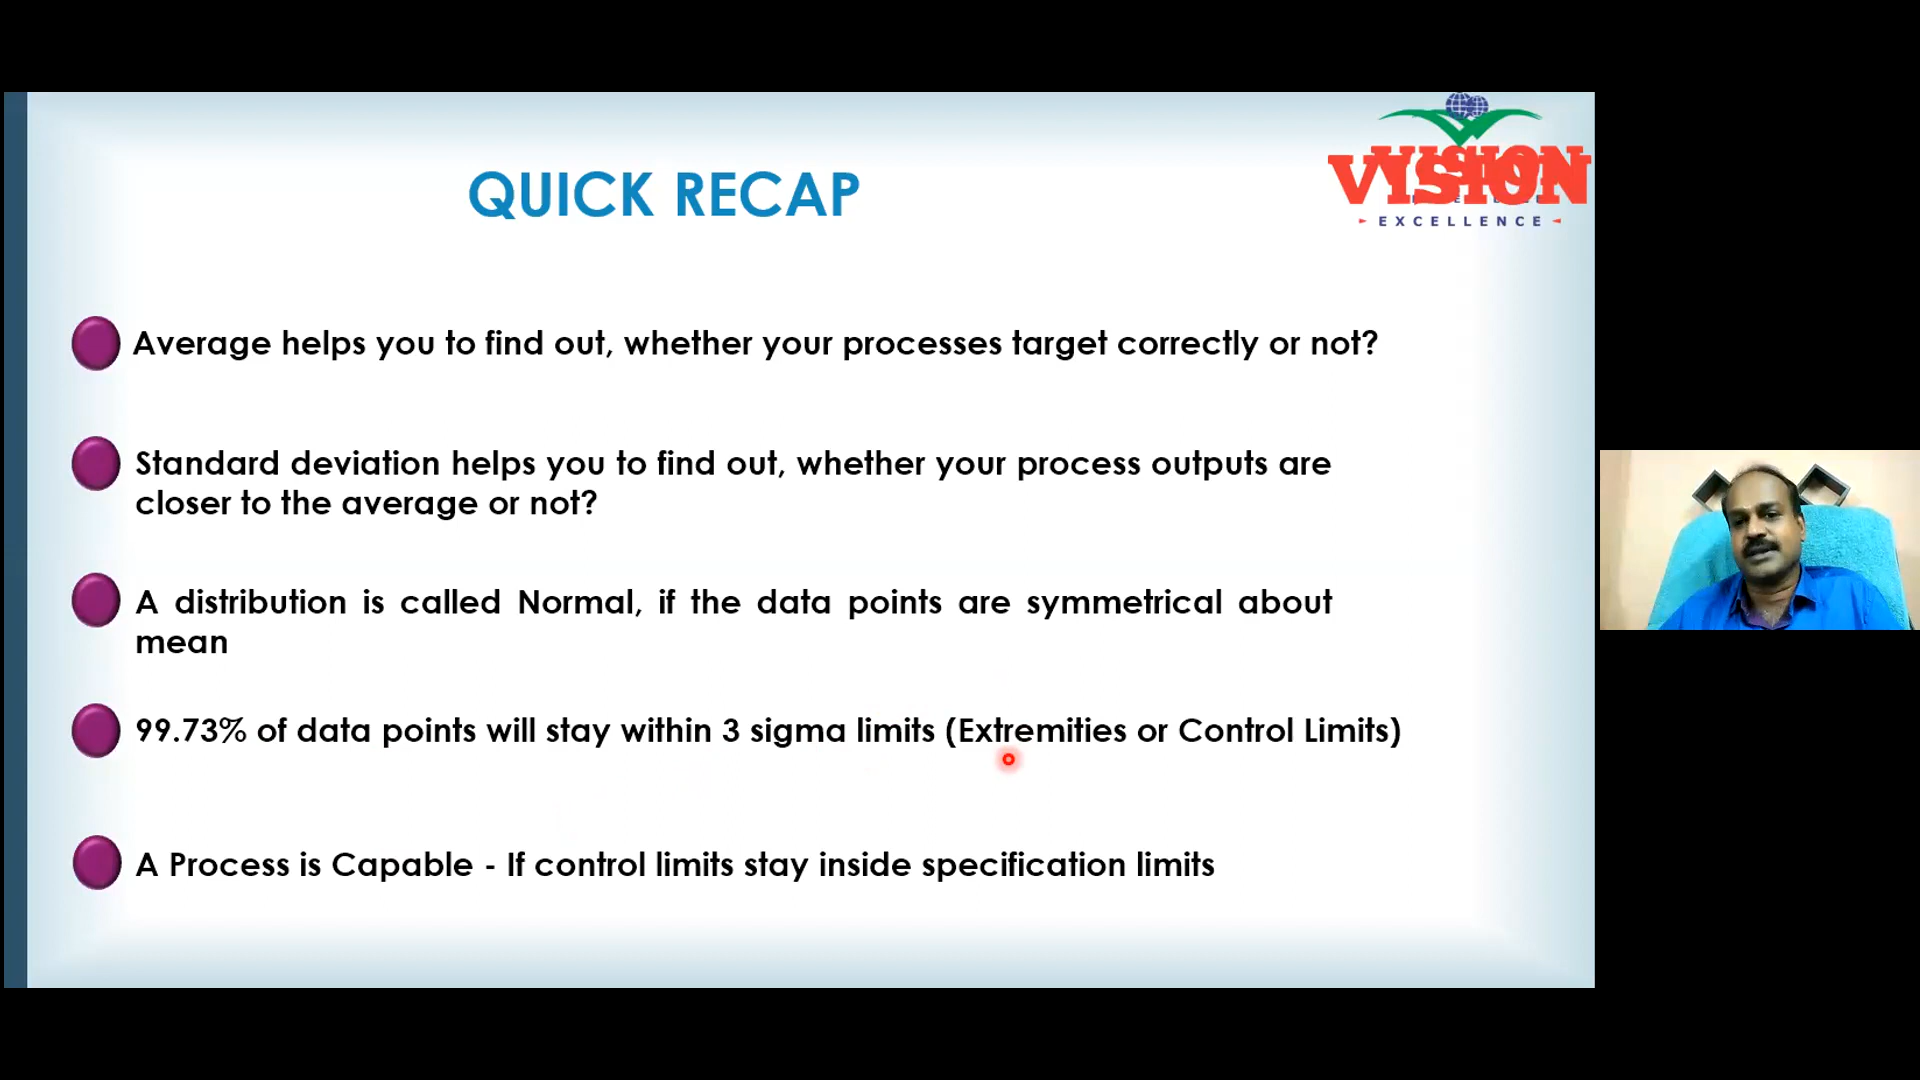 VISION
EXCELLENCE
QUICK RECAP
Average helps you to find out, whether your processes target correctly or not?
Standard deviation helps you to find out, whether your process outputs are
closer to the average or not?
A distribution is called Normal, if the data points are symmetrical about
mean
99.73% of data points will stay within 3 sigma limits (Extremities or Control Limits)
A Process is Capable - If control limits stay inside specification limits